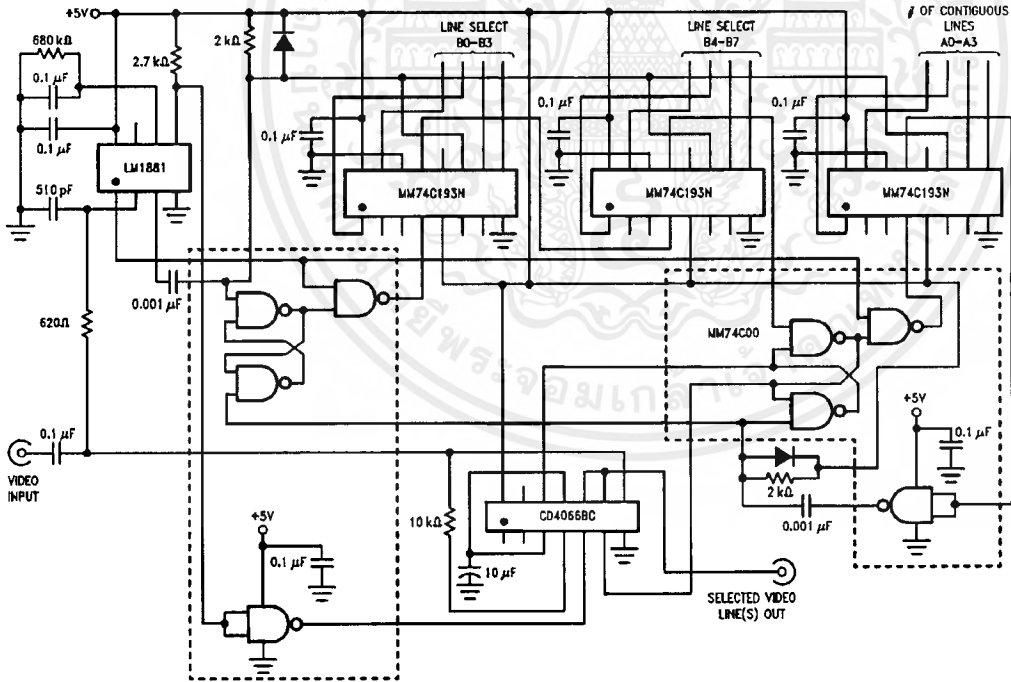 +5V
680 kΩ
0.1 μF
0.1 μF
510 pF
2.7 kΩ
LM1881
2 kΩ
LINE SELECT
B0-B3
0.1 μF
MM74C193N
LINE SELECT
B4-B7
0.1 μF
MM74C193N
# OF CONTIGUOUS
LINES
A0-A3
0.1 μF
MM74C193N
0.001 μF
620Ω
MM74C00
+5V
0.1 μF
2 kΩ
0.001 μF
0.1 μF
VIDEO
INPUT
10 kΩ
CD4066BC
10 μF
+5V
0.1 μF
SELECTED VIDEO
LINE(S) OUT